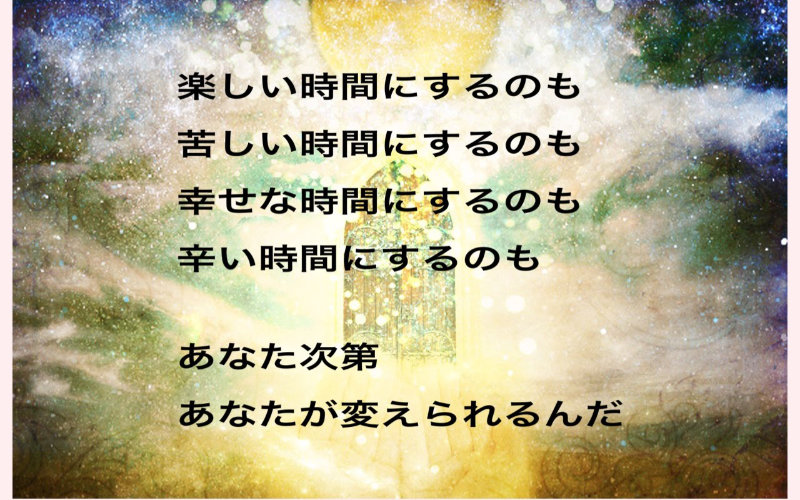 楽しい時間にするのも
苦しい時間にするのも
幸せな時間にするのも
辛い時間にするのも
あなた次第
あなたが変えられるんだ